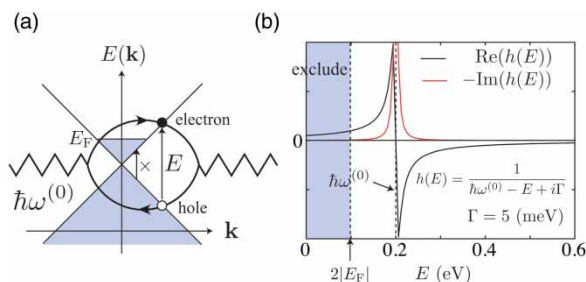 (a)
E(k)
electron
E_F
×
E
ħω^(0)
hole
k
(b)
exclude
Re(h(E))
−Im(h(E))
0
ħω^(0)
h(E) = 1/(ħω^(0) − E + iΓ)
Γ = 5 (meV)
0 0.2 0.4 0.6
2|E_F|
E (eV)